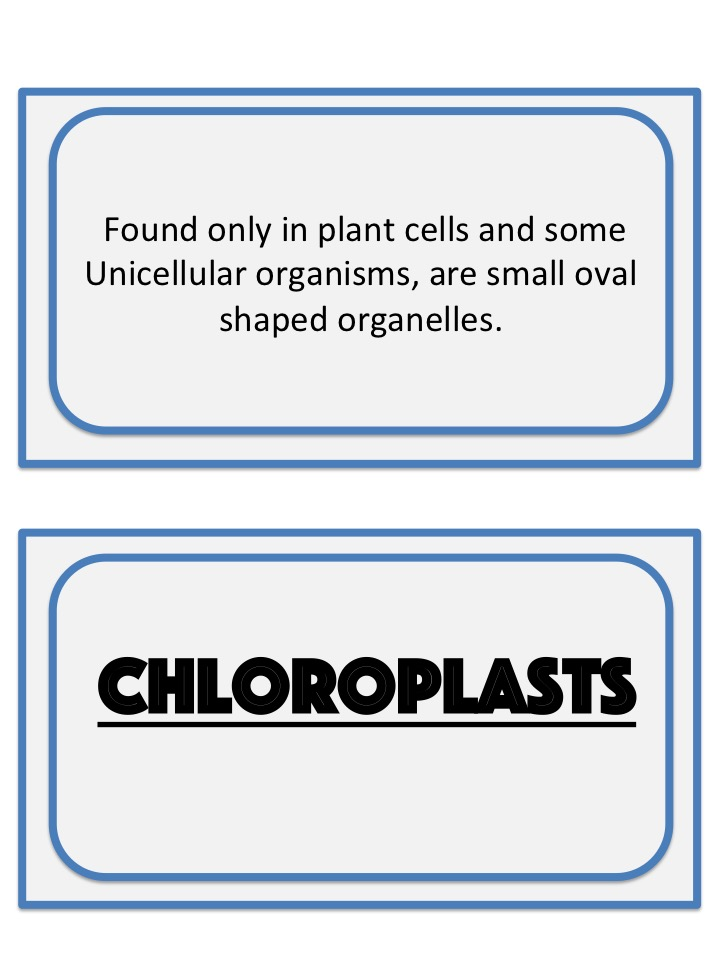 Found only in plant cells and some
Unicellular organisms, are small oval
shaped organelles.
CHLOROPLASTS